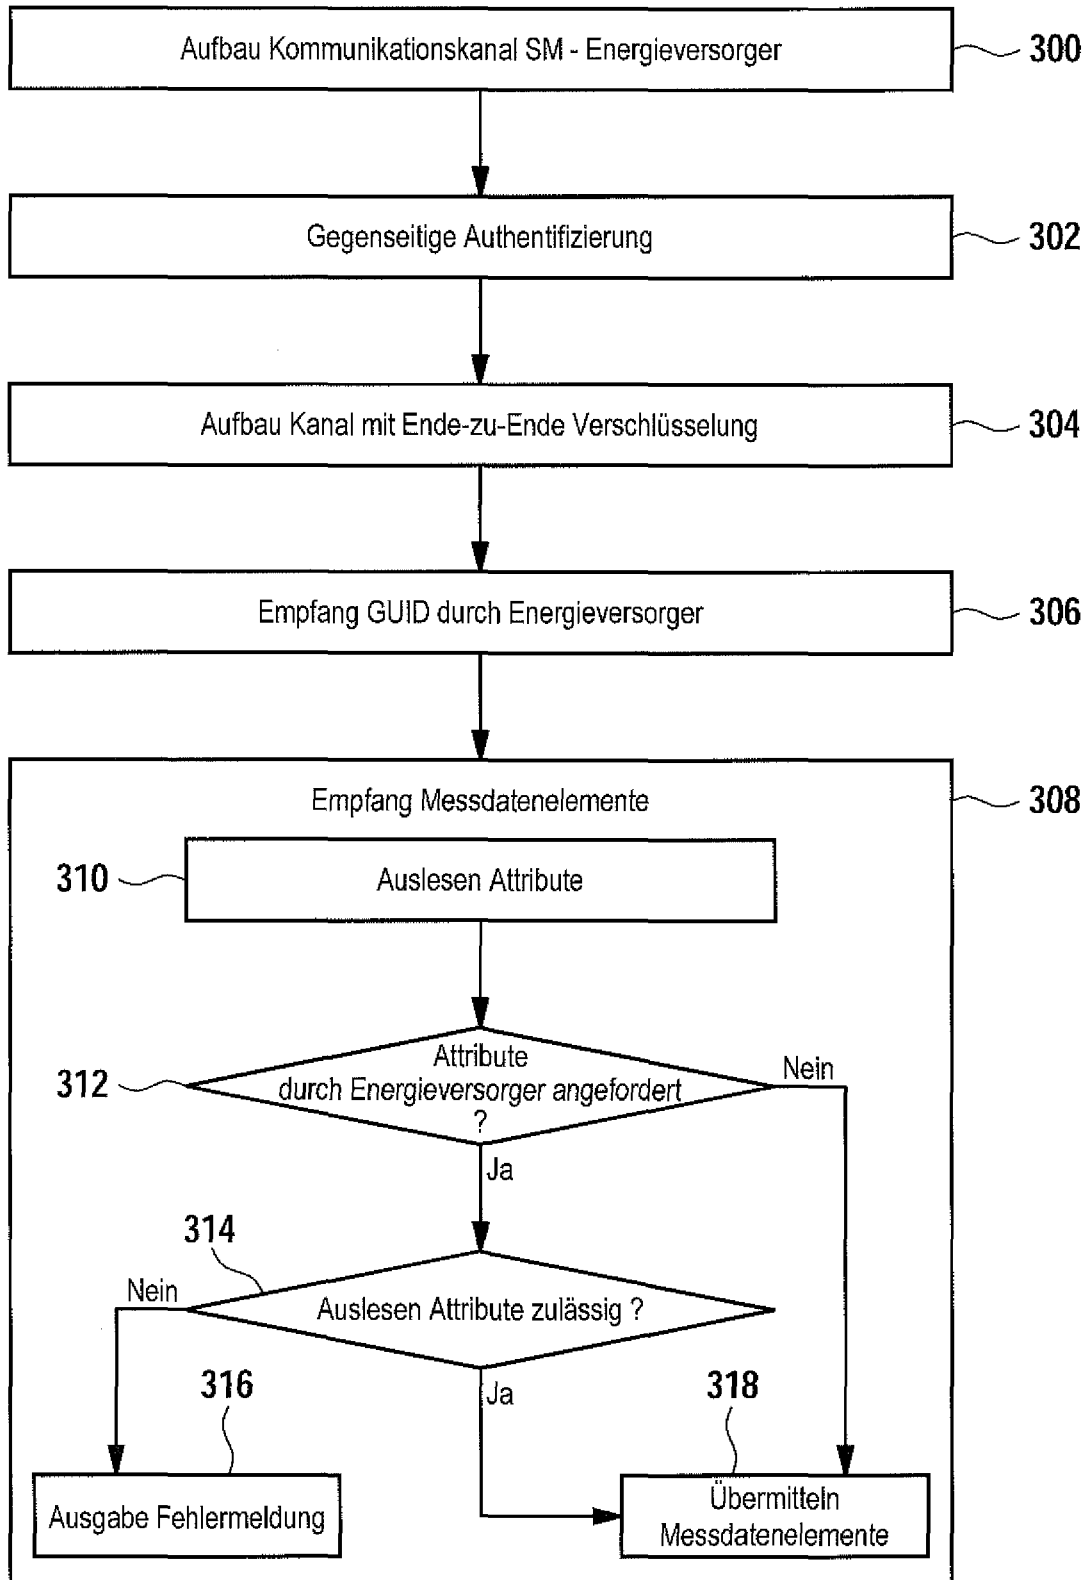 Aufbau Kommunikationskanal SM - Energieversorger
300
Gegenseitige Authentifizierung
302
Aufbau Kanal mit Ende-zu-Ende Verschlüsselung
304
Empfang GUID durch Energieversorger
306
Empfang Messdatenelemente
308
310
Auslesen Attribute
312
Attribute
durch Energieversorger angefordert
?
Nein
Ja
314
Nein
Auslesen Attribute zulässig ?
Ja
316
318
Ausgabe Fehlermeldung
Übermitteln
Messdatenelemente